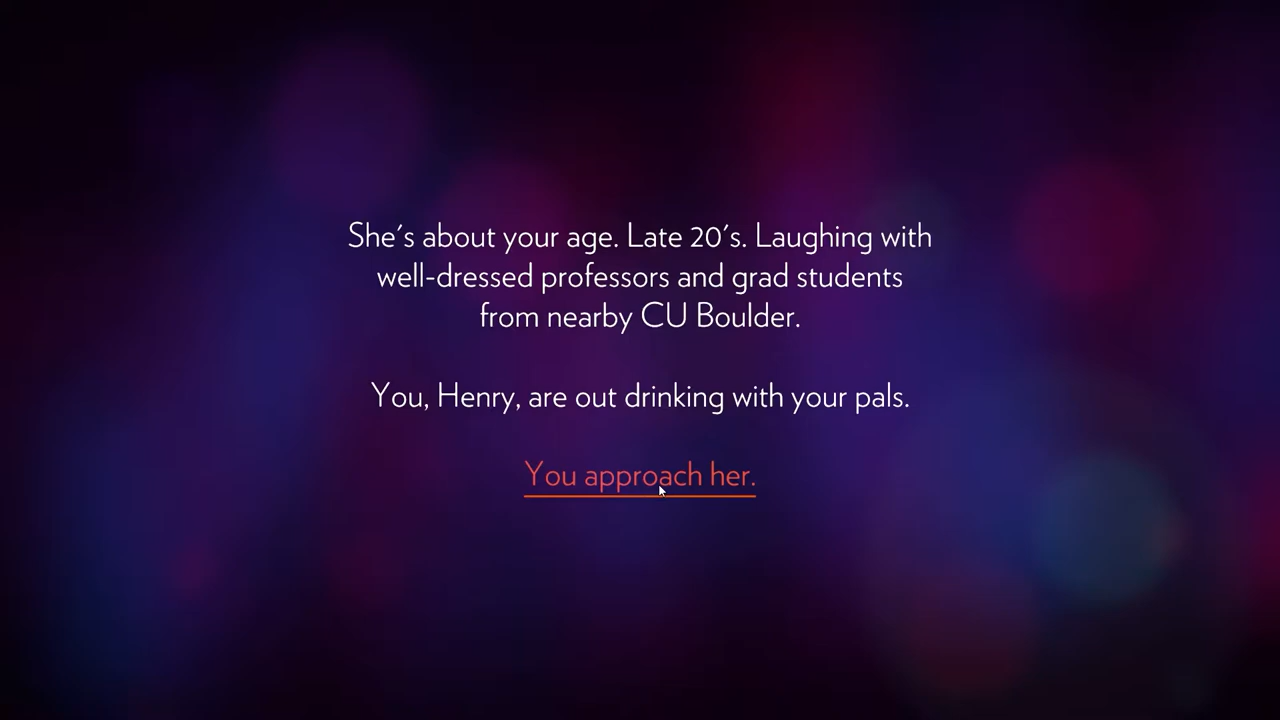 She's about your age. Late 20's. Laughing with
well-dressed professors and grad students
from nearby CU Boulder.
You, Henry, are out drinking with your pals.
You approach her.